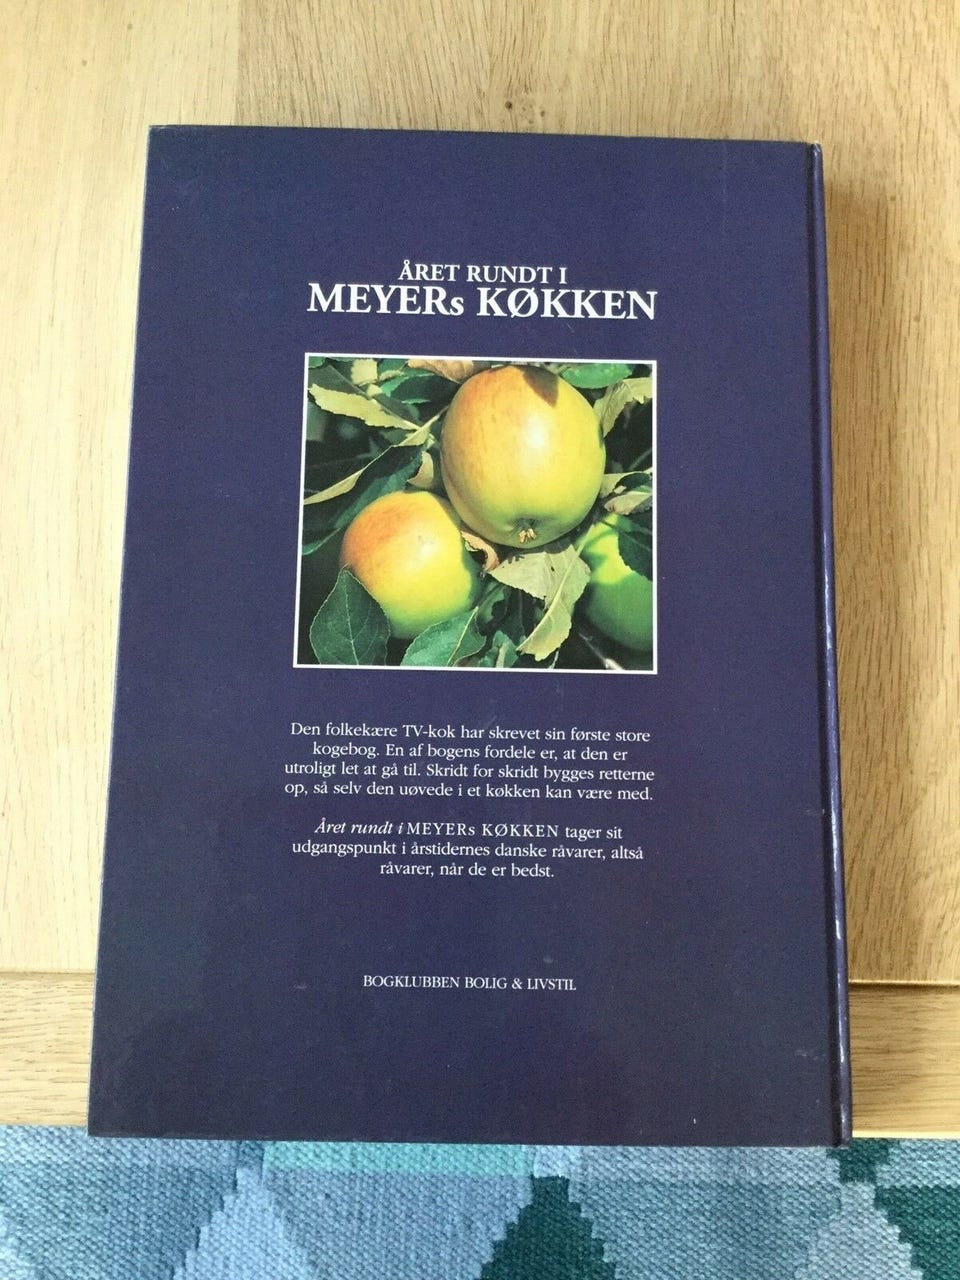 ÅRET RUNDT I
MEYERs KØKKEN
Den folkekære TV-kok har skrevet sin første store
kogebog. En af bogens fordele er, at den er
utroligt let at gå til. Skridt for skridt bygges retterne
op, så selv den uøvede i et køkken kan være med.
Året rundt i MEYERs KØKKEN tager sit
udgangspunkt i årstidernes danske råvarer, altså
råvarer, når de er bedst.
BOGKLUBBEN BOLIG & LIVSTIL